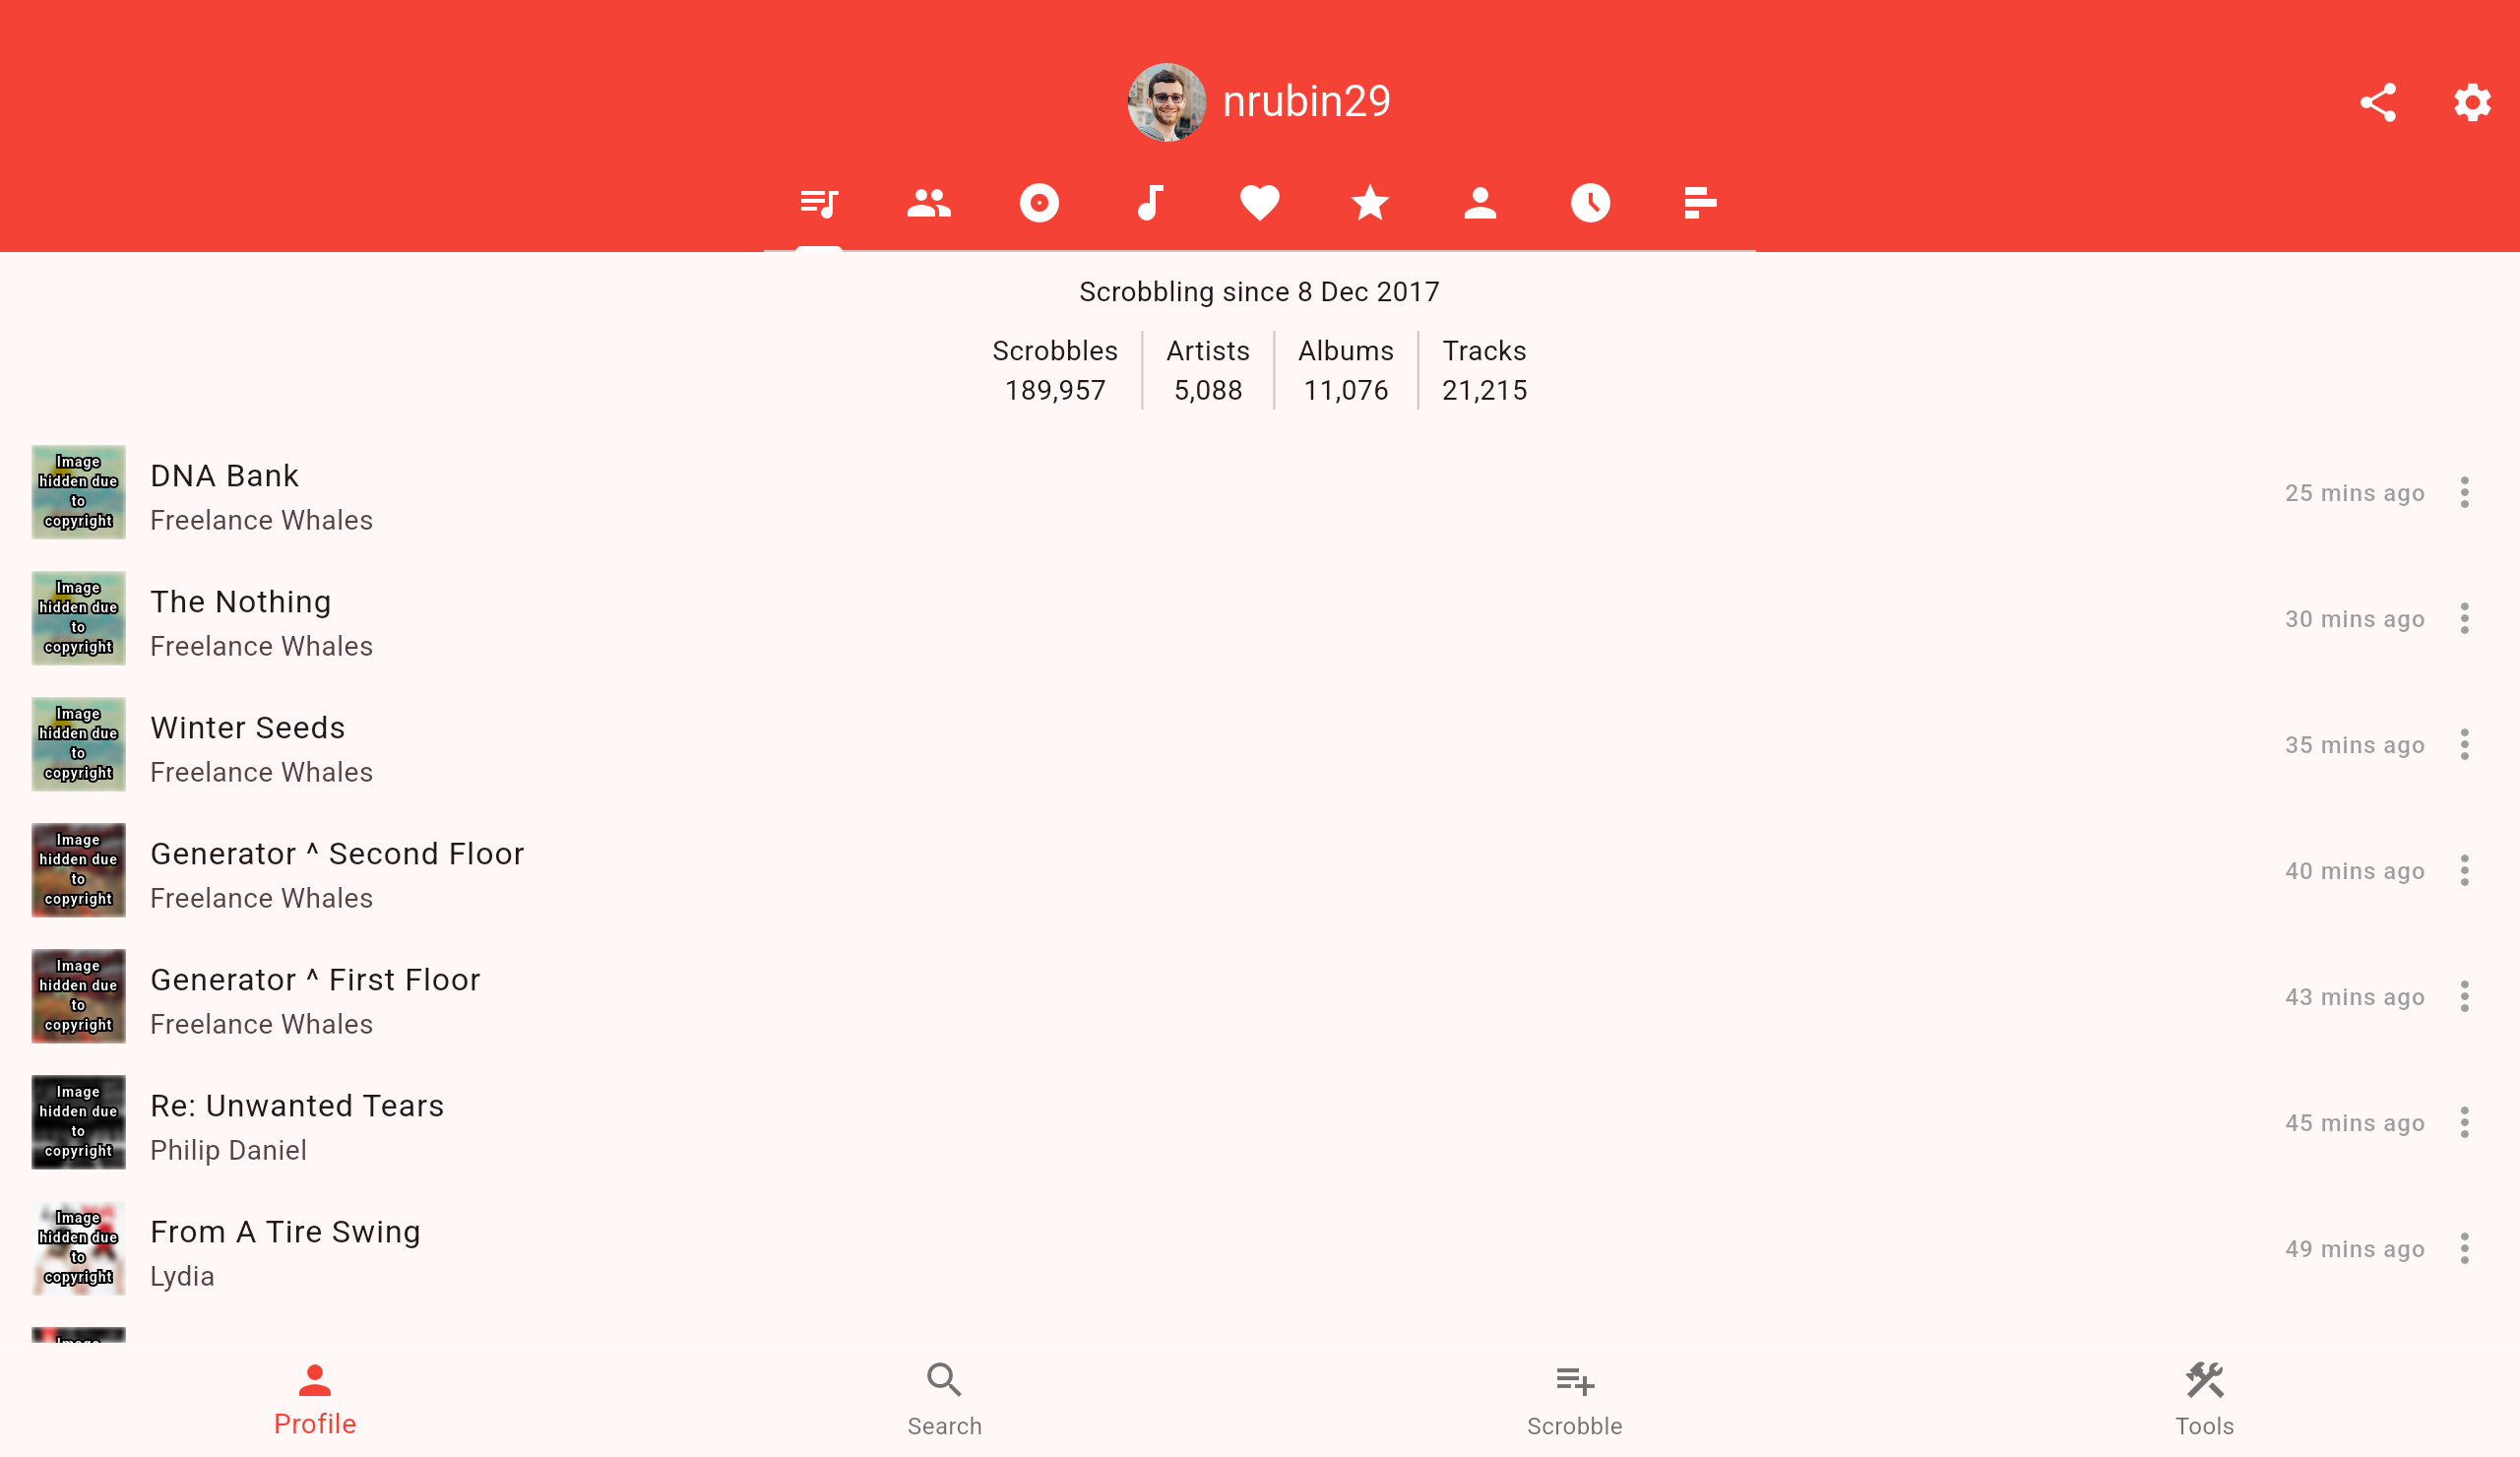 nrubin29
Scrobbling since 8 Dec 2017
Scrobbles Artists Albums Tracks
189,957 5,088 11,076 21,215
Image
hidden due
to
copyright
DNA Bank
Freelance Whales
25 mins ago
Image
hidden due
to
copyright
The Nothing
Freelance Whales
30 mins ago
Image
hidden due
to
copyright
Winter Seeds
Freelance Whales
35 mins ago
Image
hidden due
to
copyright
Generator ^ Second Floor
Freelance Whales
40 mins ago
Image
hidden due
to
copyright
Generator ^ First Floor
Freelance Whales
43 mins ago
Image
hidden due
to
copyright
Re: Unwanted Tears
Philip Daniel
45 mins ago
Image
hidden due
to
copyright
From A Tire Swing
Lydia
49 mins ago
Profile Search Scrobble Tools